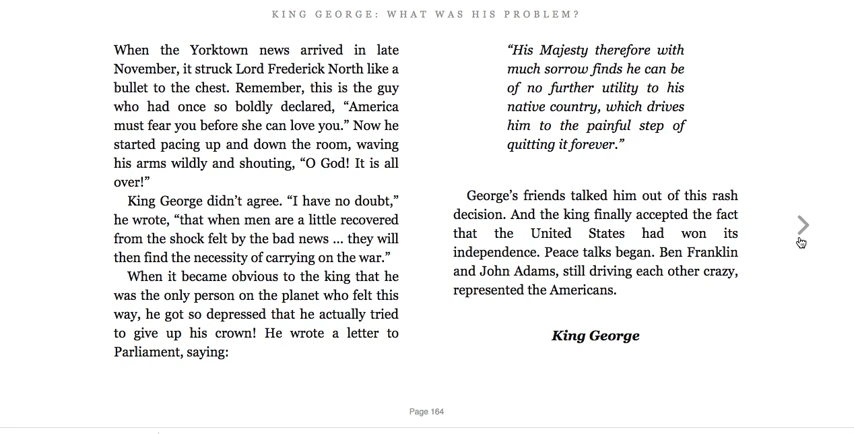 KING GEORGE: WHAT WAS HIS PROBLEM?
When the Yorktown news arrived in late
November, it struck Lord Frederick North like a
bullet to the chest. Remember, this is the guy
who had once so boldly declared, “America
must fear you before she can love you.” Now he
started pacing up and down the room, waving
his arms wildly and shouting, “O God! It is all
over!”
King George didn’t agree. “I have no doubt,”
he wrote, “that when men are a little recovered
from the shock felt by the bad news ... they will
then find the necessity of carrying on the war.”
When it became obvious to the king that he
was the only person on the planet who felt this
way, he got so depressed that he actually tried
to give up his crown! He wrote a letter to
Parliament, saying:
“His Majesty therefore with
much sorrow finds he can be
of no further utility to his
native country, which drives
him to the painful step of
quitting it forever.”
George’s friends talked him out of this rash
decision. And the king finally accepted the fact
that the United States had won its
independence. Peace talks began. Ben Franklin
and John Adams, still driving each other crazy,
represented the Americans.
King George
Page 164